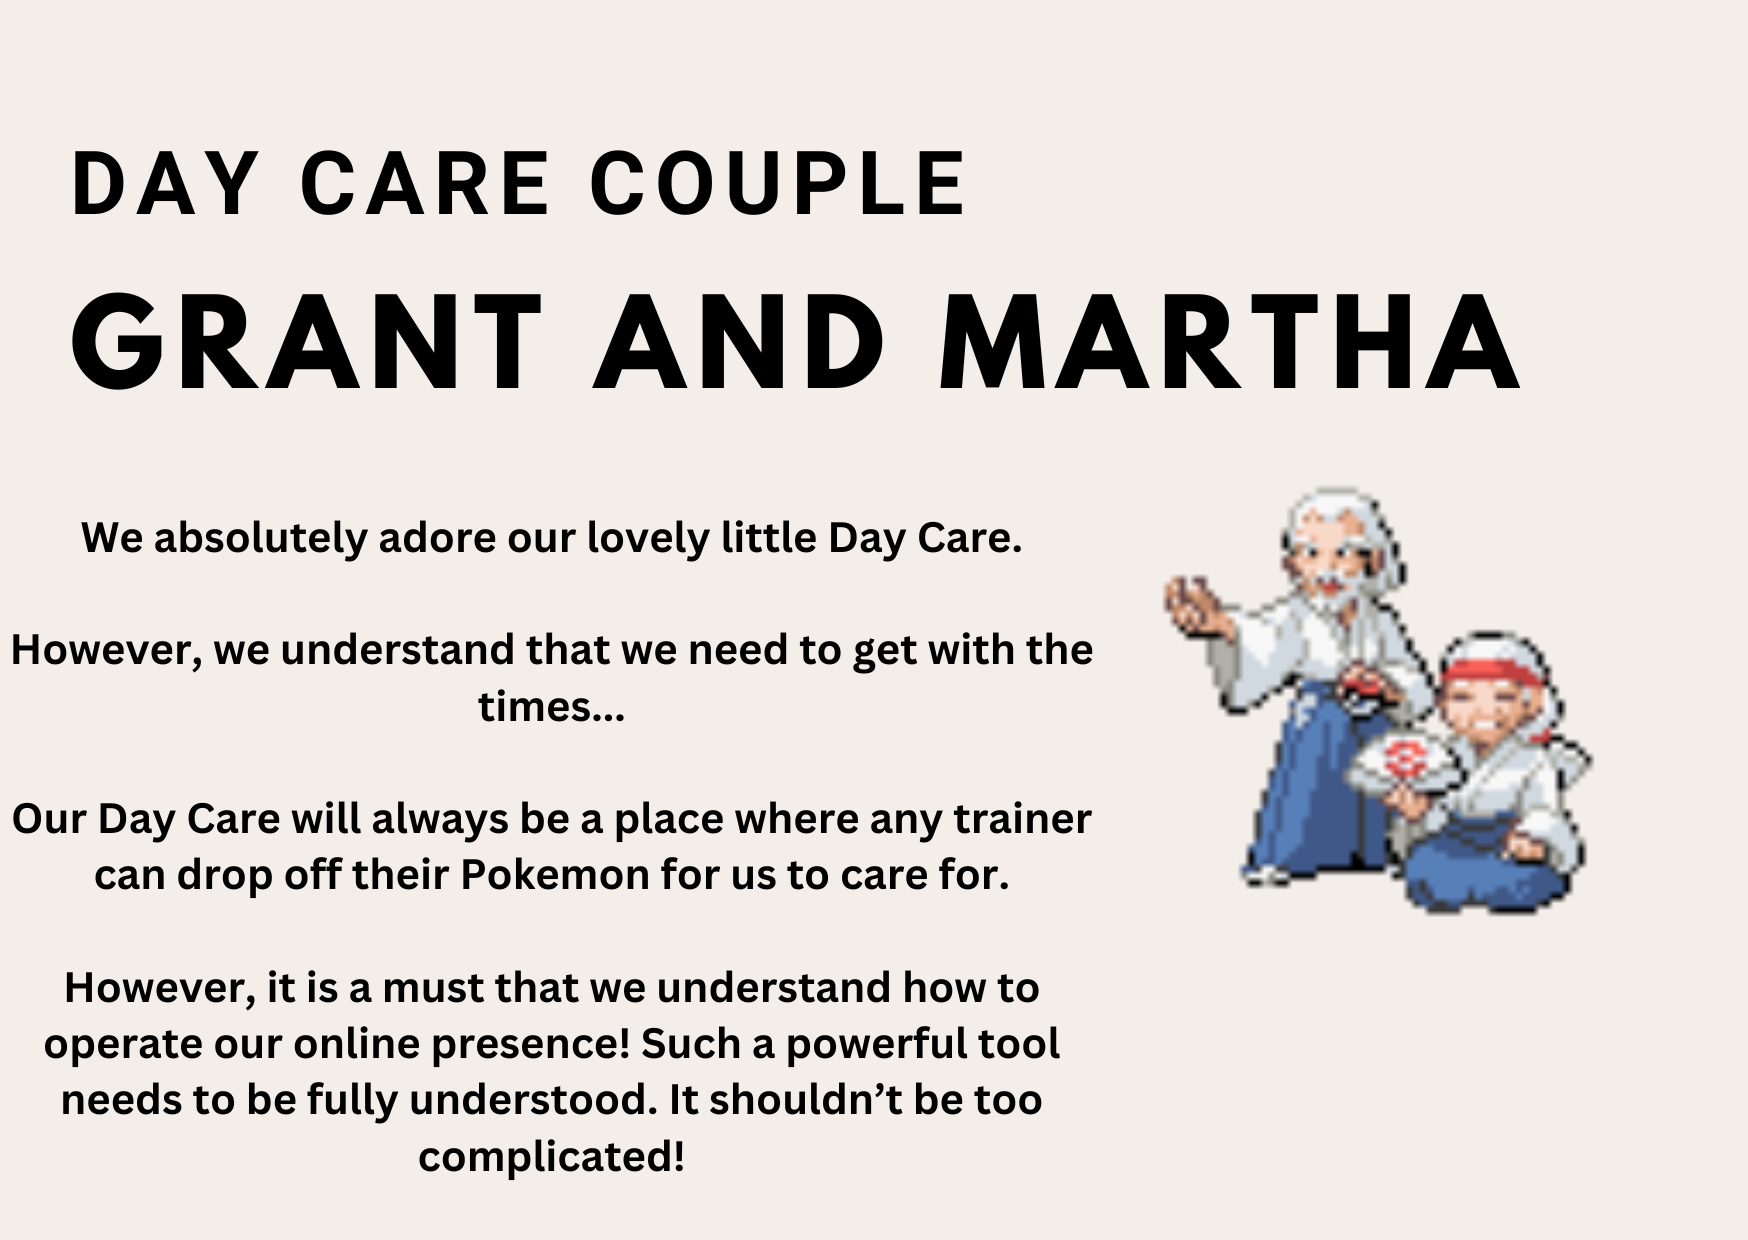 DAY CARE COUPLE
GRANT AND MARTHA
We absolutely adore our lovely little Day Care.
However, we understand that we need to get with the
times...
Our Day Care will always be a place where any trainer
can drop off their Pokemon for us to care for.
However, it is a must that we understand how to
operate our online presence! Such a powerful tool
needs to be fully understood. It shouldn’t be too
complicated!